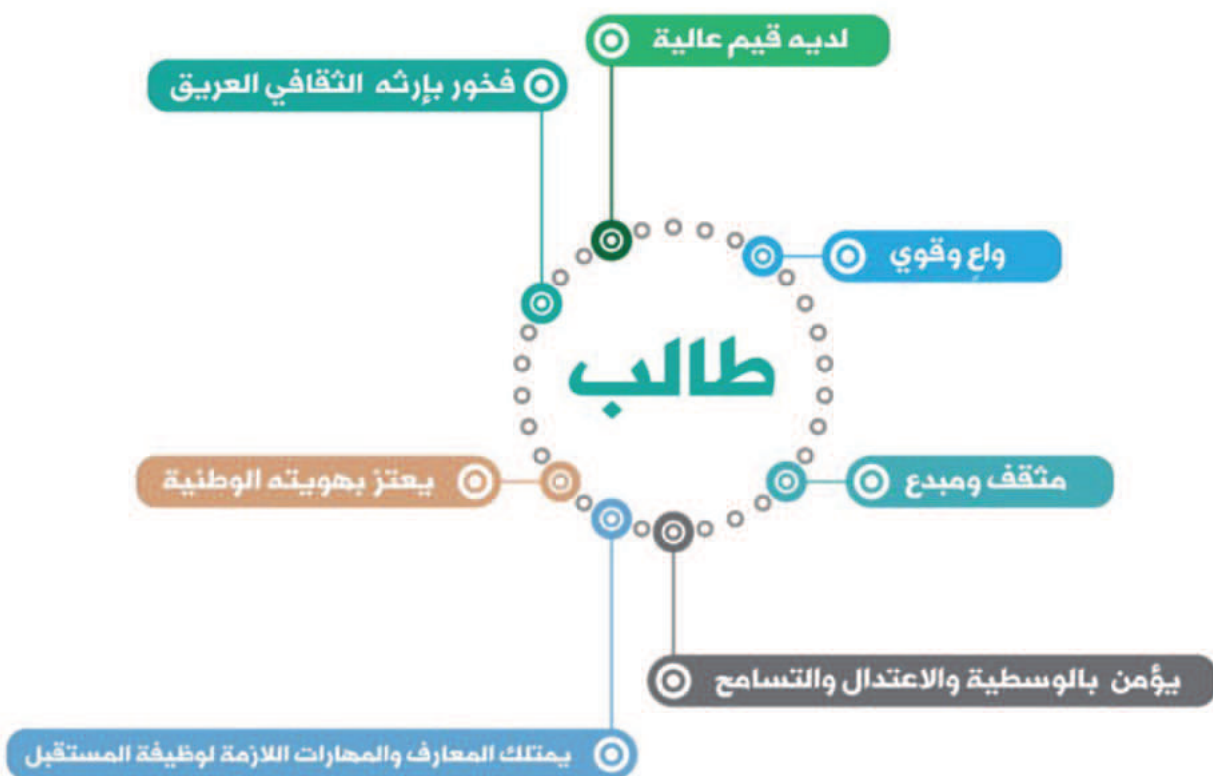 لديه قيم عالية
فخور بإرثه الثقافي العريق
واعٍ وقوي
طالب
مثقف ومبدع
يعتز بهويته الوطنية
يؤمن بالوسطية والاعتدال والتسامح
يمتلك المعارف والمهارات اللازمة لوظيفة المستقبل